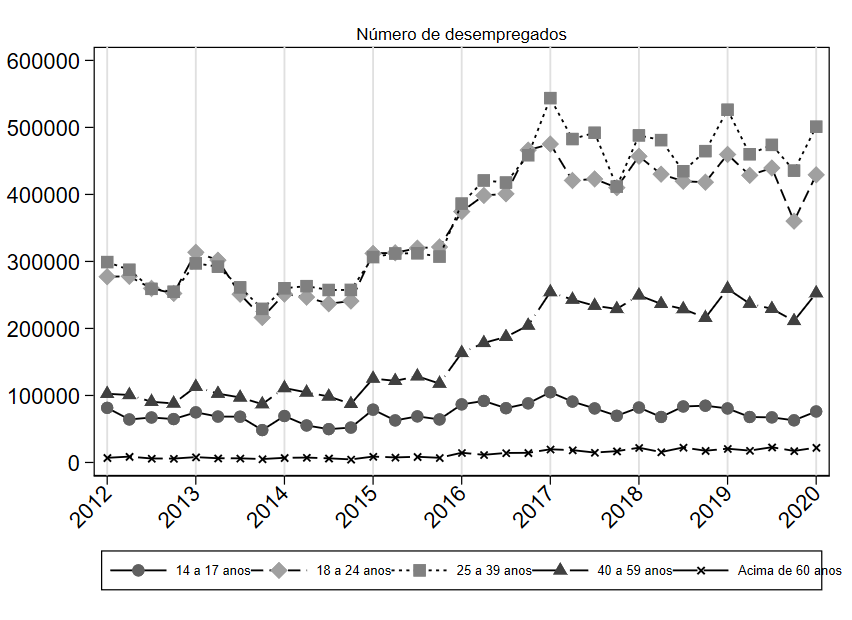 Número de desempregados
600000
500000
400000
300000
200000
100000
0
2012 2013 2014 2015 2016 2017 2018 2019 2020
14 a 17 anos 18 a 24 anos 25 a 39 anos 40 a 59 anos Acima de 60 anos